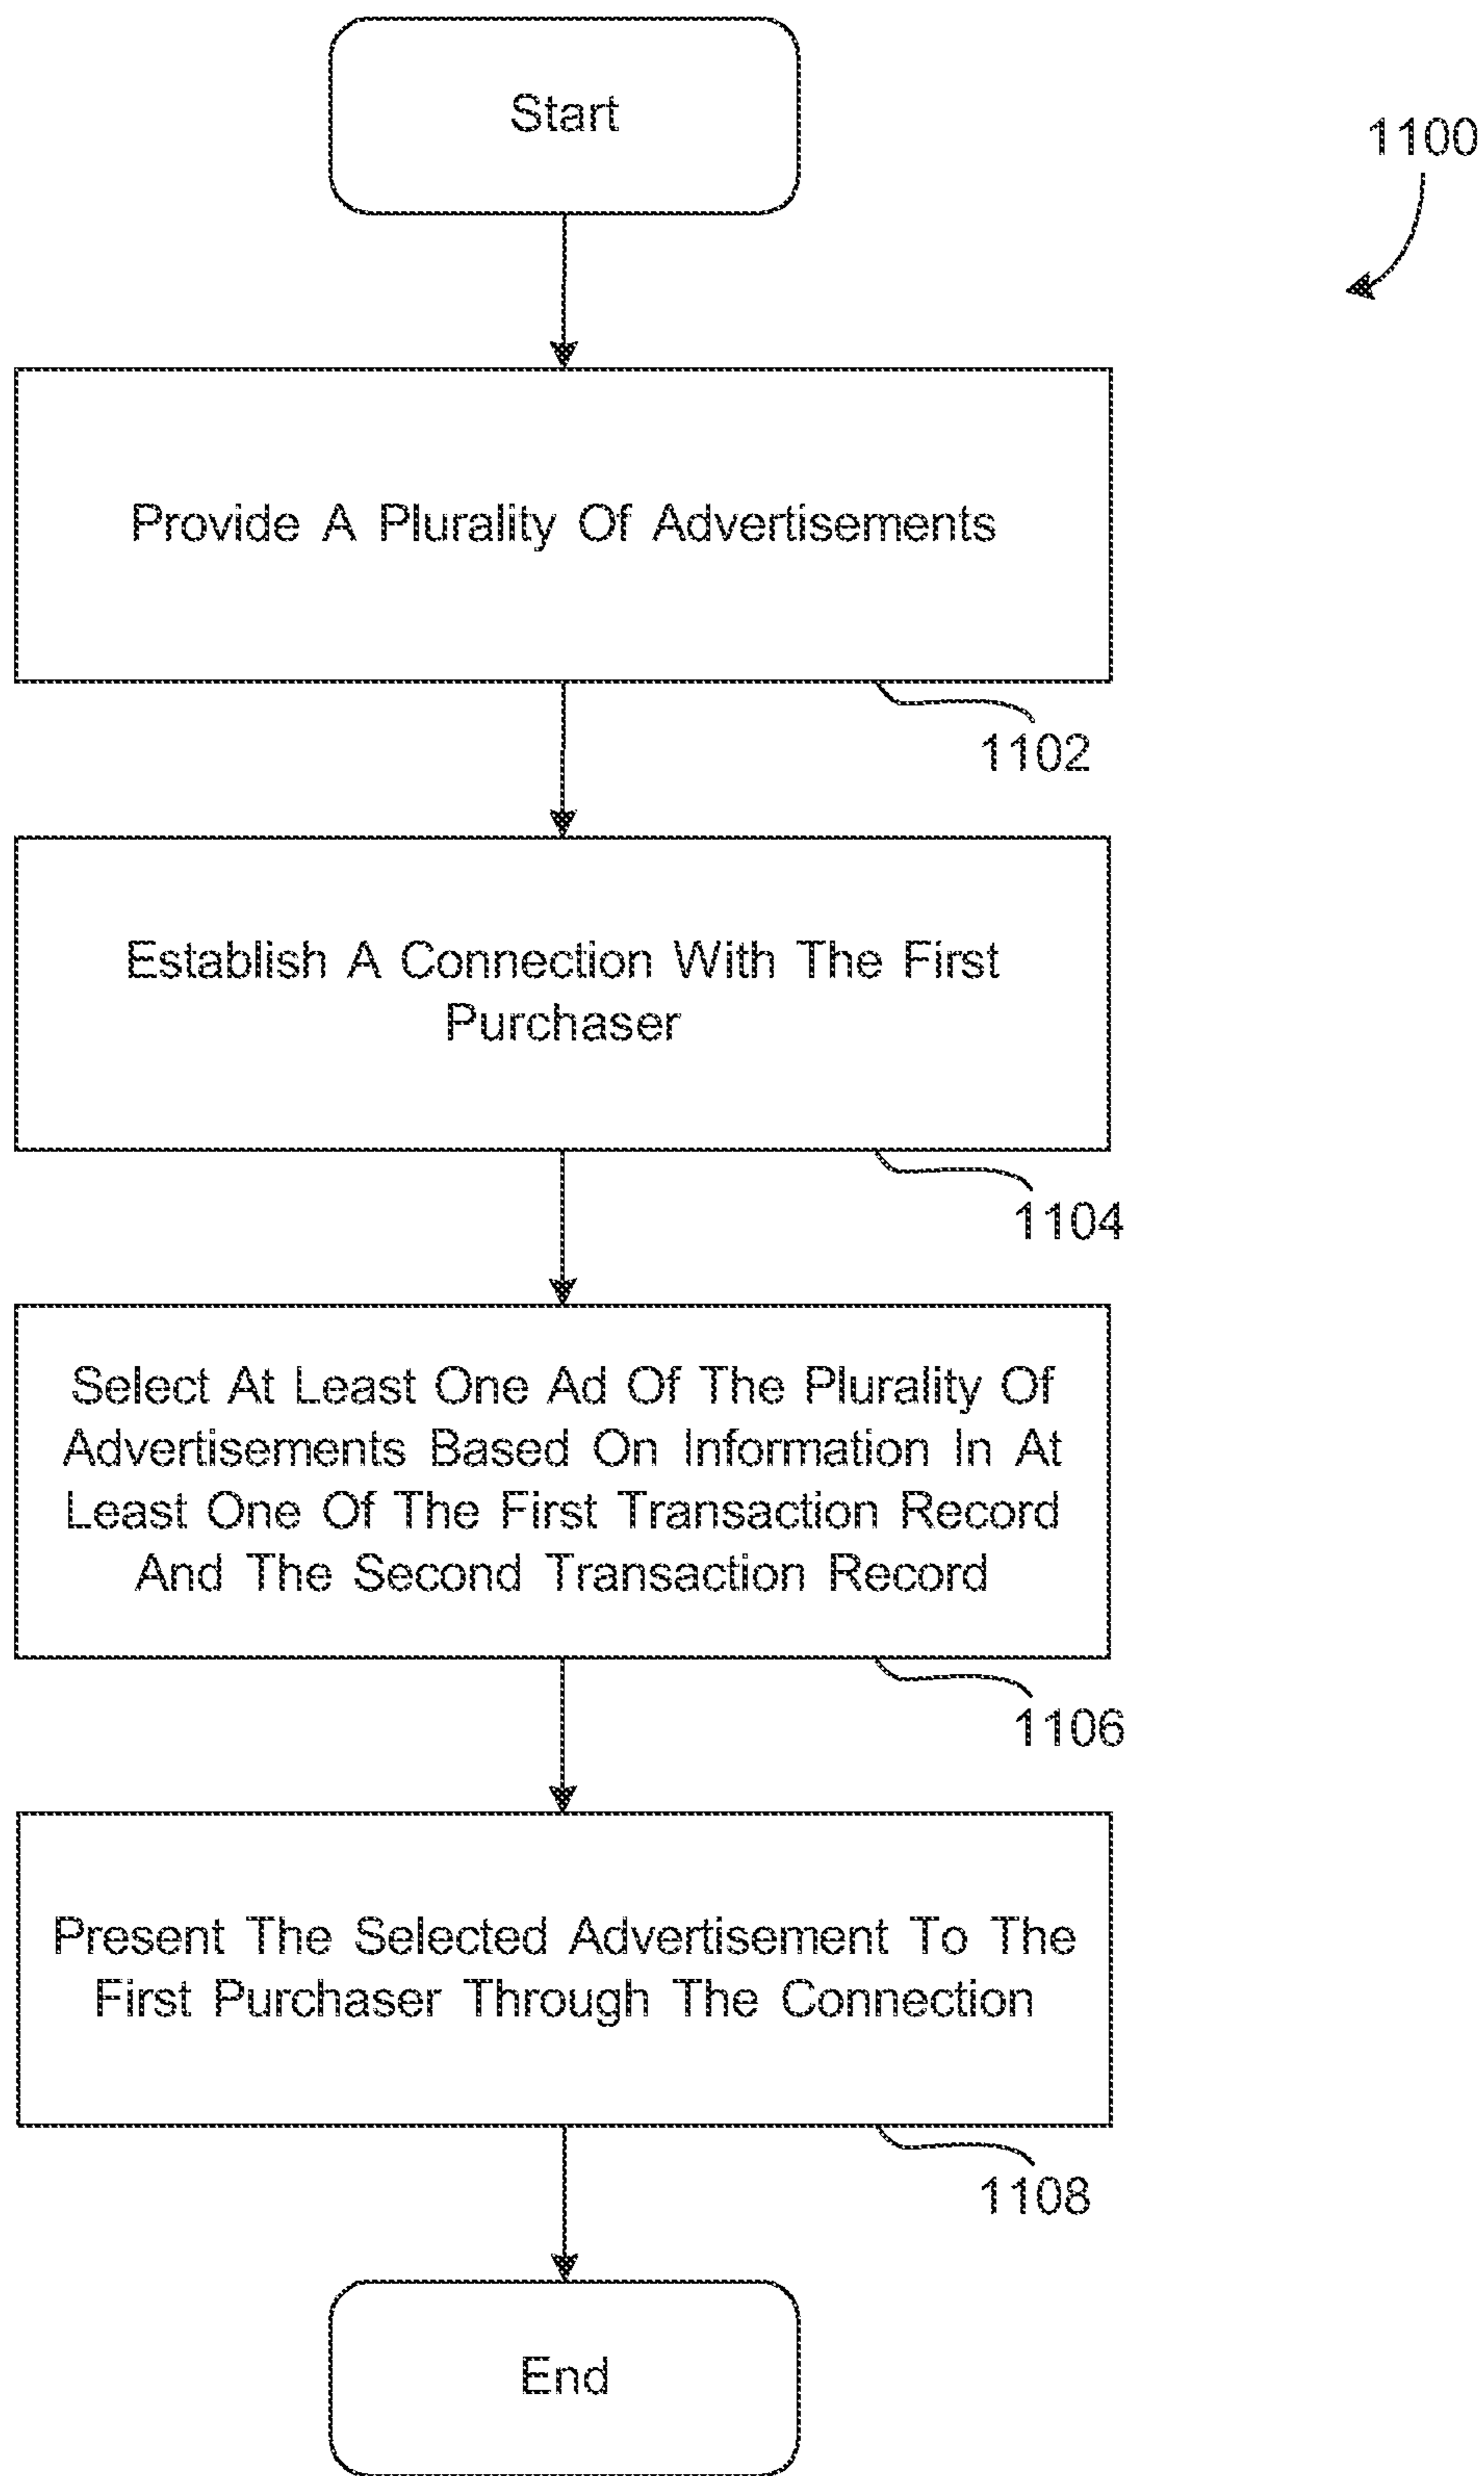 Start
1100
Provide A Plurality Of Advertisements
1102
Establish A Connection With The First
Purchaser
1104
Select At Least One Ad Of The Plurality Of
Advertisements Based On Information In At
Least One Of The First Transaction Record
And The Second Transaction Record
1106
Present The Selected Advertisement To The
First Purchaser Through The Connection
1108
End